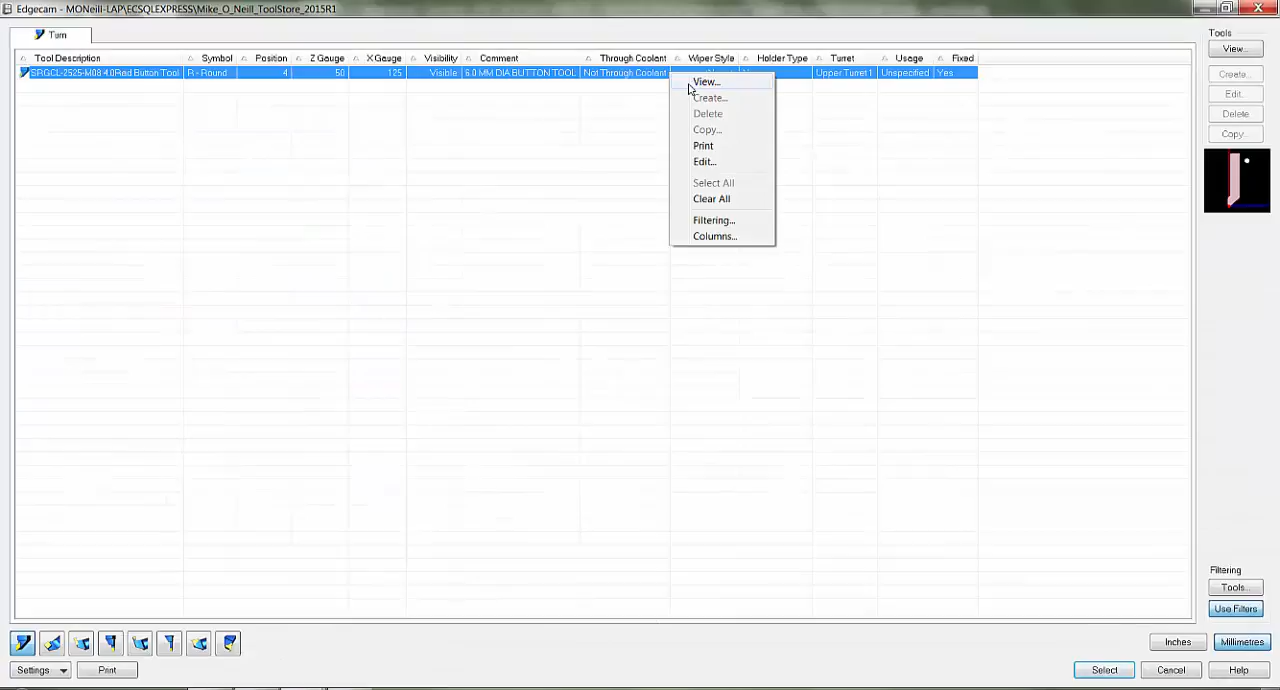 Edgecam - MONeill-LAP\ECSQLEXPRESS\Mike_O_Neill_ToolStore_2015R1
Turn
Tool Description Symbol Position Z Gauge X Gauge Visibility Comment Through Coolant Wiper Style Holder Type Turret Usage Fixed
SRGCL-2525-M08 4.0Rad Button Tool R - Round 4 50 125 Visible 6.0 MM DIA BUTTON TOOL Not Through Coolant Upper Turret 1 Unspecified Yes
View...
Create...
Delete
Copy...
Print
Edit...
Select All
Clear All
Filtering...
Columns...
Tools
View...
Create...
Edit...
Delete
Copy...
Filtering
Tools...
Use Filters
Inches Millimetres
Settings Print Select Cancel Help